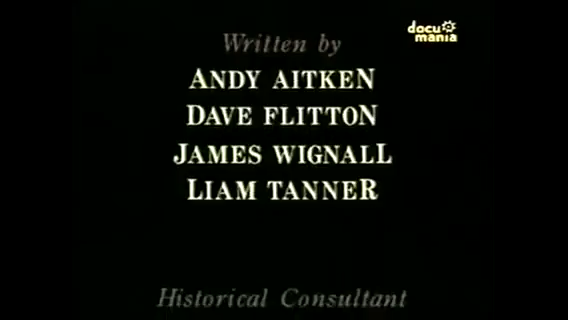 docu
mania
Written by
ANDY AITKEN
DAVE FLITTON
JAMES WIGNALL
LIAM TANNER
Historical Consultant